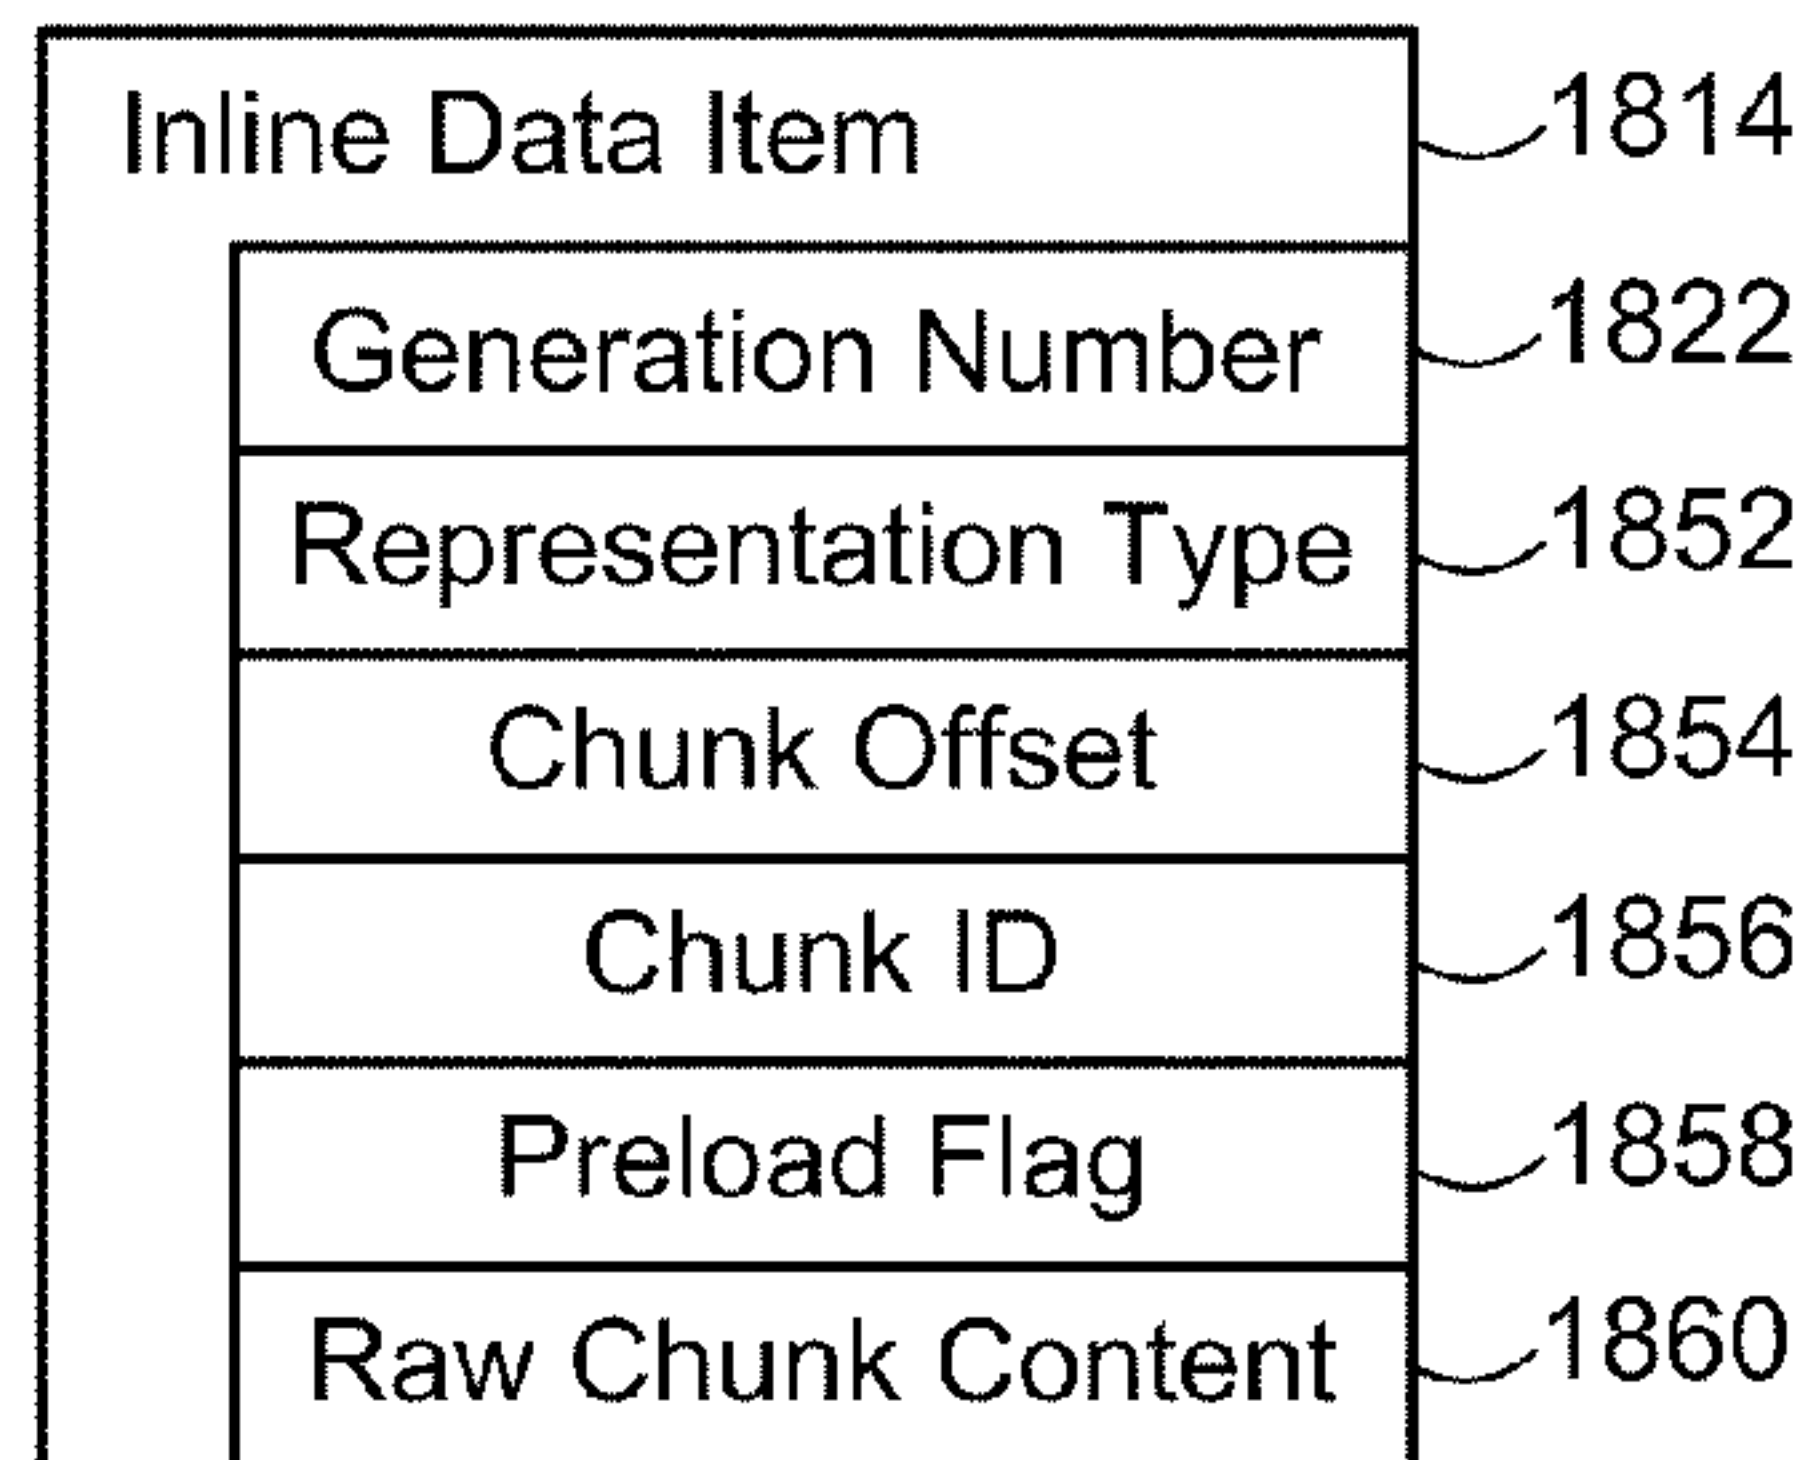 Inline Data Item 1814
Generation Number 1822
Representation Type 1852
Chunk Offset 1854
Chunk ID 1856
Preload Flag 1858
Raw Chunk Content 1860